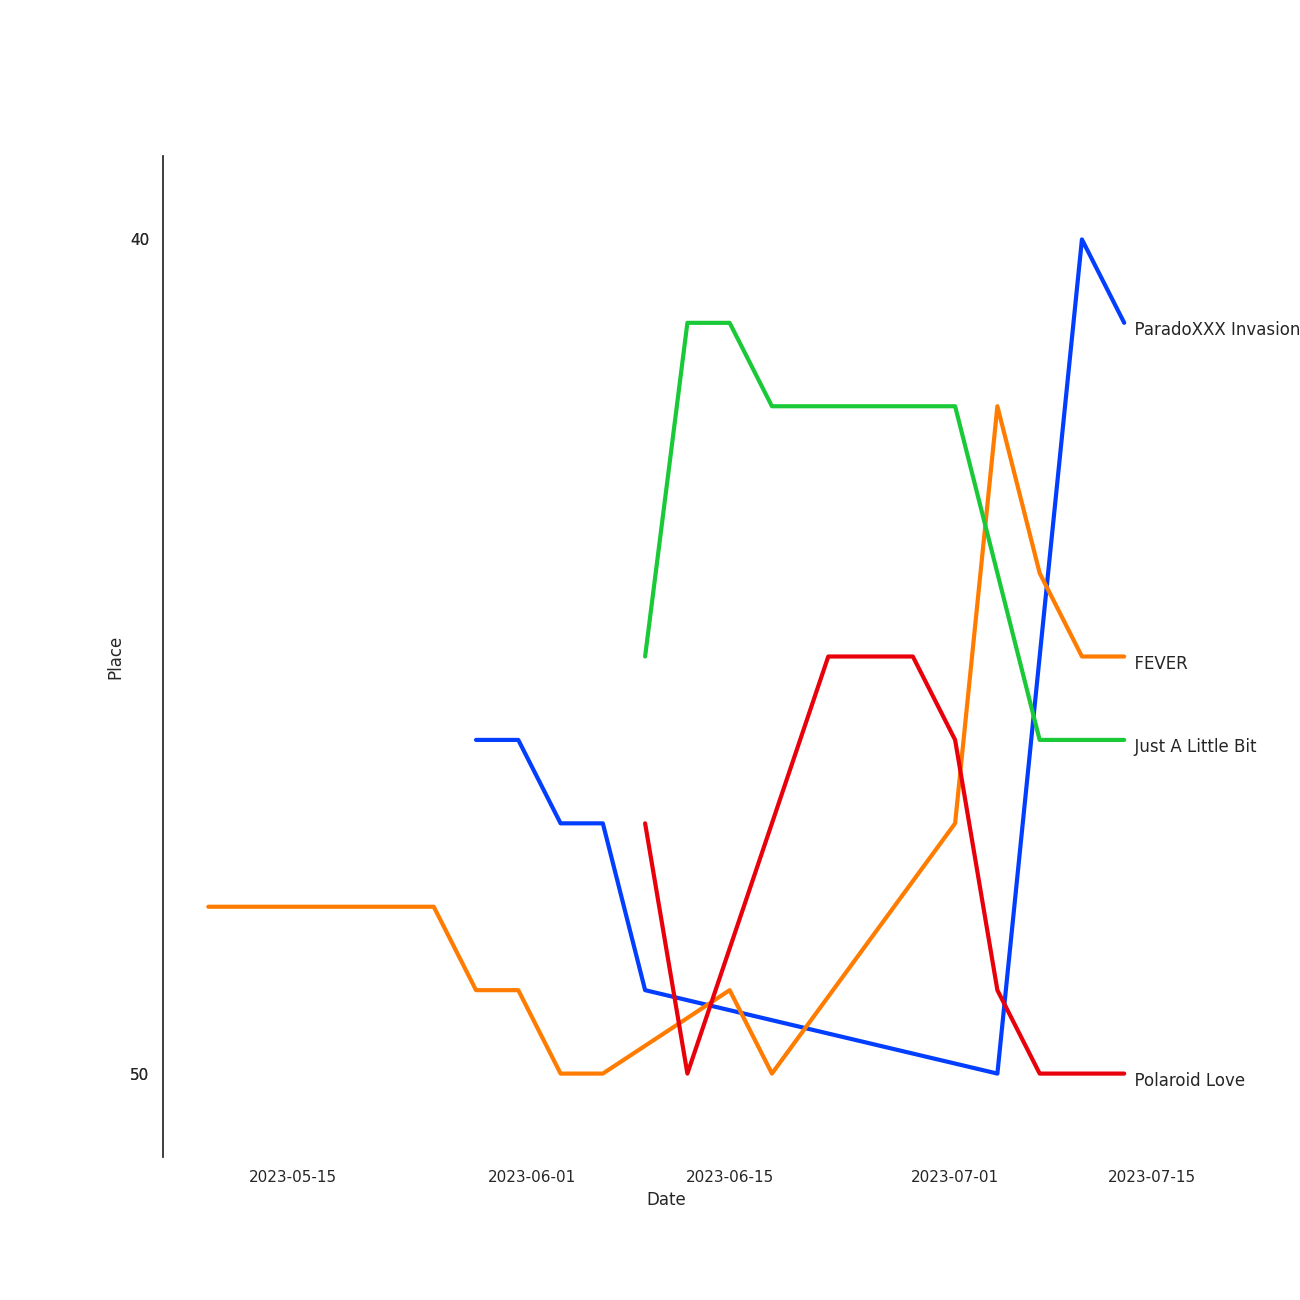 40
ParadoXXX Invasion
Place
FEVER
Just A Little Bit
50
Polaroid Love
2023-05-15
2023-06-01
2023-06-15
2023-07-01
2023-07-15
Date